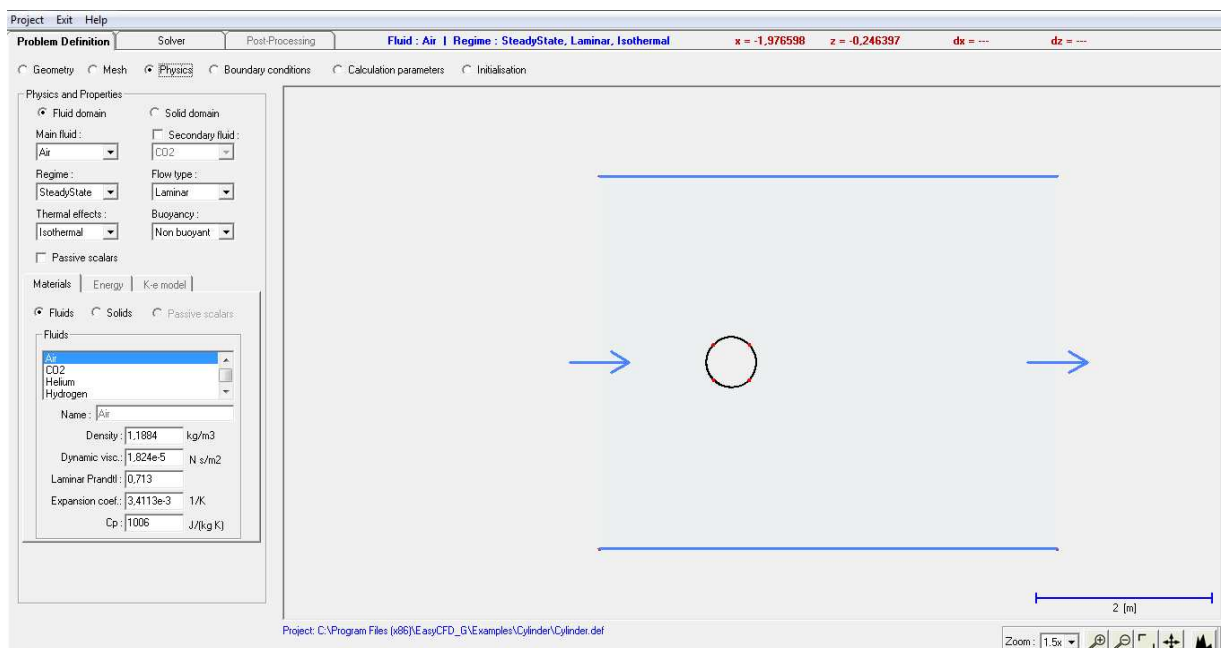 Project Exit Help
Problem Definition Solver Post-Processing Fluid : Air | Regime : SteadyState, Laminar, Isothermal x = -1,976598 z = -0,246397 dx = --- dz = ---
Geometry Mesh Physics Boundary conditions Calculation parameters Initialisation
Physics and Properties
Fluid domain Solid domain
Main fluid : Secondary fluid :
Air CO2
Regime : Flow type :
SteadyState Laminar
Thermal effects : Buoyancy :
Isothermal Non buoyant
Passive scalars
Materials Energy K-e model
Fluids Solids Passive scalars
Fluids
Air
CO2
Helium
Hydrogen
Name : Air
Density : 1,1884 kg/m3
Dynamic visc.: 1,824e-5 N s/m2
Laminar Prandtl : 0,713
Expansion coef.: 3,4113e-3 1/K
Cp : 1006 J/(kg K)
2 [m]
Project: C:\Program Files (x86)\EasyCFD_G\Examples\Cylinder\Cylinder.def
Zoom : 1.5x